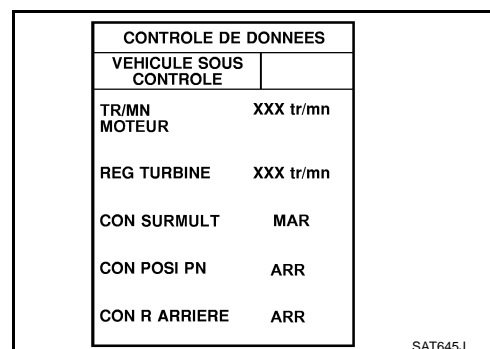 CONTROLE DE DONNEES
VEHICULE SOUS
CONTROLE
TR/MN XXX tr/mn
MOTEUR
REG TURBINE XXX tr/mn
CON SURMULT MAR
CON POSI PN ARR
CON R ARRIERE ARR
SAT645J